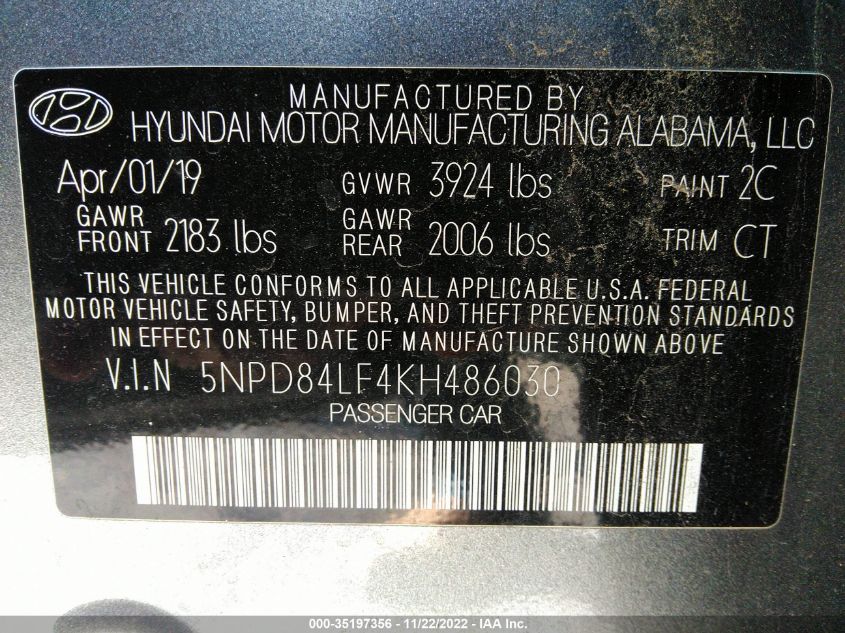 MANUFACTURED BY
HYUNDAI MOTOR MANUFACTURING ALABAMA, LLC
Apr/01/19 GVWR 3924 lbs PAINT 2C
GAWR FRONT 2183 lbs GAWR REAR 2006 lbs TRIM CT
THIS VEHICLE CONFORMS TO ALL APPLICABLE U.S.A. FEDERAL
MOTOR VEHICLE SAFETY, BUMPER, AND THEFT PREVENTION STANDARDS
IN EFFECT ON THE DATE OF MANUFACTURE SHOWN ABOVE
V.I.N 5NPD84LF4KH486030
PASSENGER CAR
000-35197356 - 11/22/2022 - IAA Inc.